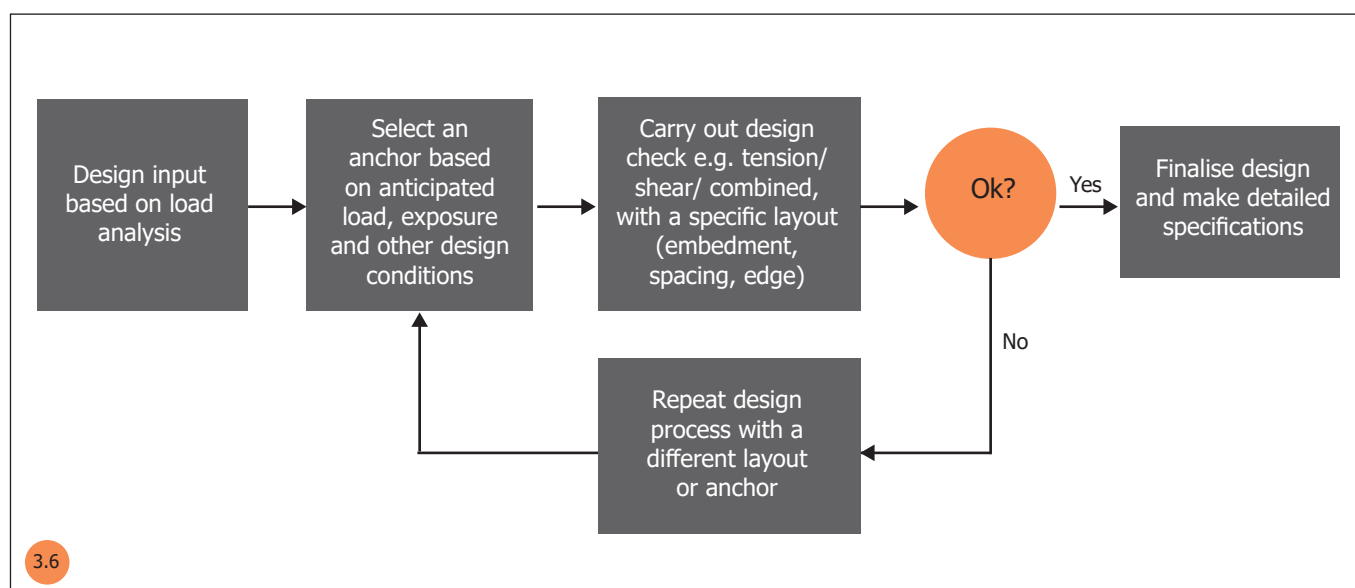 Design input
based on load
analysis
Select an
anchor based
on anticipated
load, exposure
and other design
conditions
Carry out design
check e.g. tension/
shear/ combined,
with a specific layout
(embedment,
spacing, edge)
Ok?
Yes
Finalise design
and make detailed
specifications
No
Repeat design
process with a
different layout
or anchor
3.6